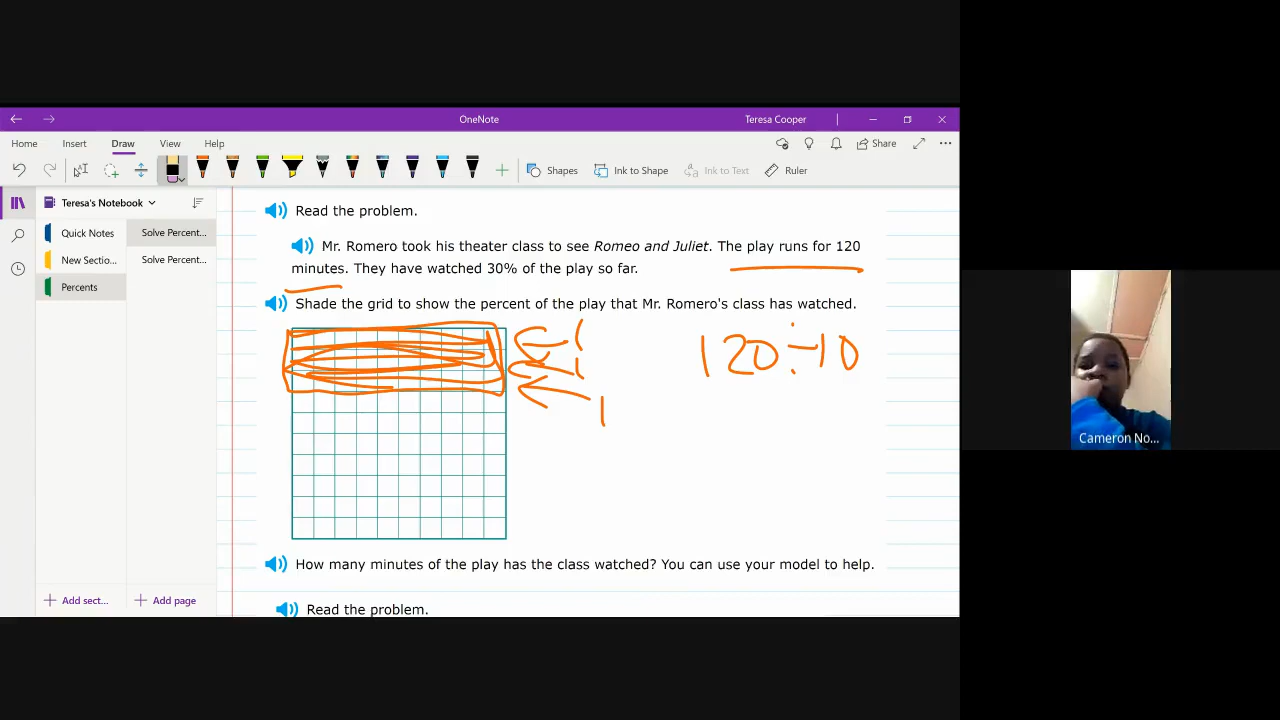 OneNote
Teresa Cooper
Home Insert Draw View Help
Share
Shapes Ink to Shape Ink to Text Ruler
Teresa's Notebook
Quick Notes
New Sectio...
Percents
Solve Percent...
Solve Percent...
Read the problem.
Mr. Romero took his theater class to see Romeo and Juliet. The play runs for 120
minutes. They have watched 30% of the play so far.
Shade the grid to show the percent of the play that Mr. Romero's class has watched.
1
1
1
120÷10
Cameron No...
How many minutes of the play has the class watched? You can use your model to help.
Read the problem.
Add sect...
Add page